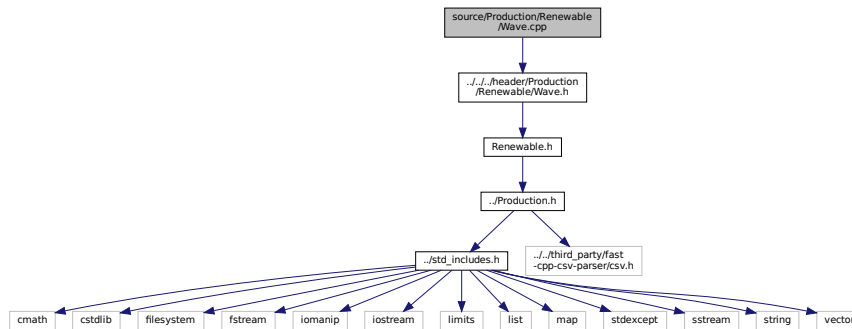 source/Production/Renewable
/Wave.cpp
../../../header/Production
/Renewable/Wave.h
Renewable.h
../Production.h
../std_includes.h
../../third_party/fast
-cpp-csv-parser/csv.h
cmath
cstdlib
filesystem
fstream
iomanip
iostream
limits
list
map
stdexcept
sstream
string
vector